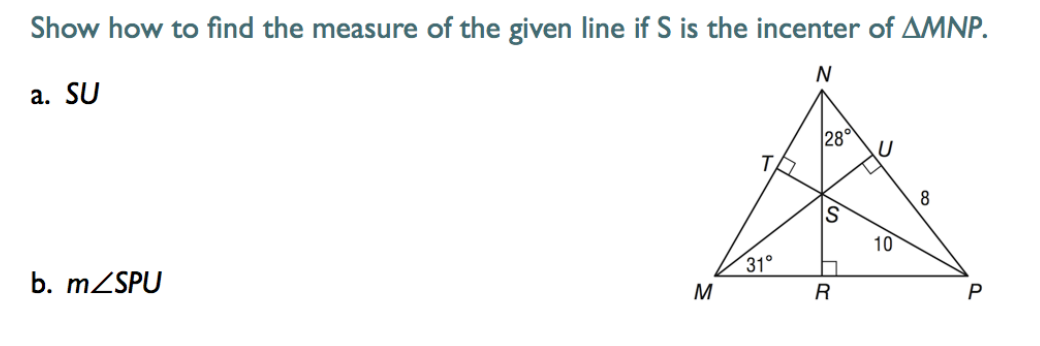 Show how to find the measure of the given line if S is the incenter of ΔMNP.
a. SU
N
28°
U
T
8
S
10
31°
b. m∠SPU
M
R
P